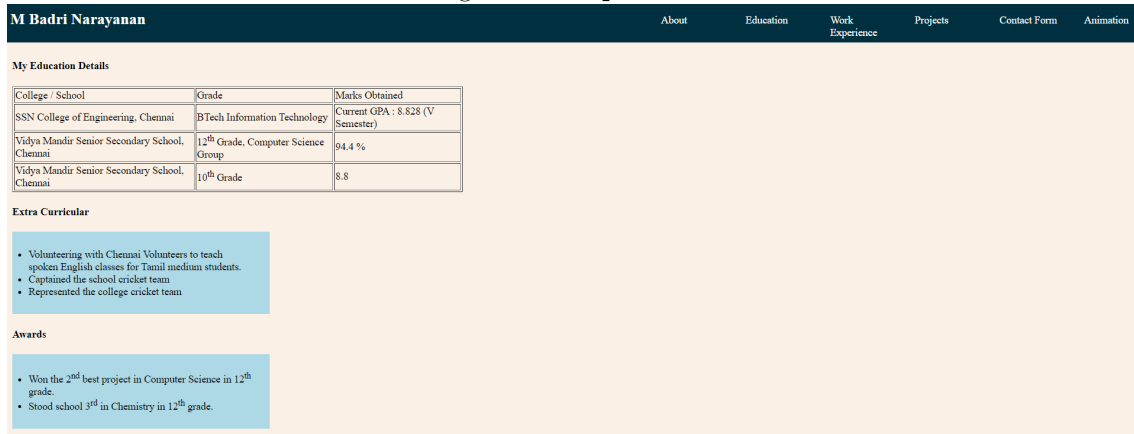 M Badri Narayanan About Education Work Projects Contact Form Animation
Experience
My Education Details
College / School Grade Marks Obtained
SSN College of Engineering, Chennai BTech Information Technology Current GPA : 8.828 (V
Semester)
Vidya Mandir Senior Secondary School, 12th Grade, Computer Science 94.4 %
Chennai Group
Vidya Mandir Senior Secondary School, 10th Grade 8.8
Chennai
Extra Curricular
• Volunteering with Chennai Volunteers to teach
spoken English classes for Tamil medium students.
• Captained the school cricket team
• Represented the college cricket team
Awards
• Won the 2nd best project in Computer Science in 12th
grade.
• Stood school 3rd in Chemistry in 12th grade.